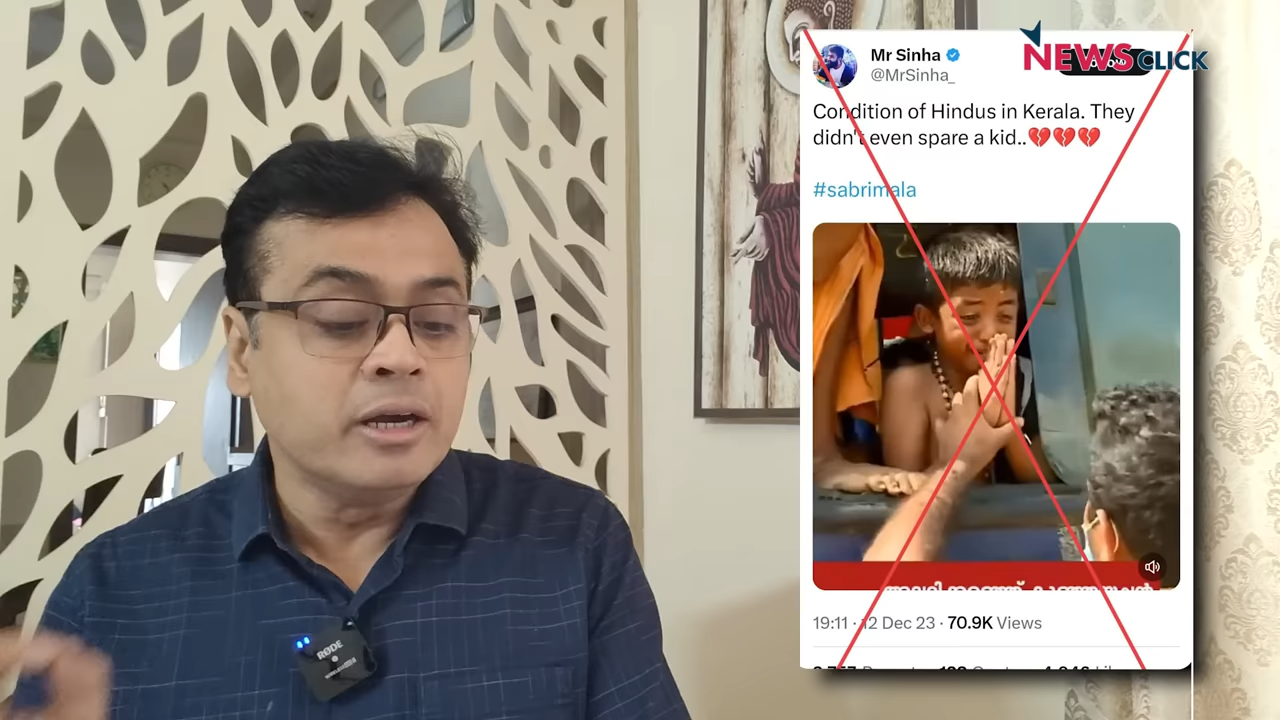 NEWSCLICK
Mr Sinha
@MrSinha_
Condition of Hindus in Kerala. They
didn't even spare a kid..💔💔💔
#sabrimala
19:11 · 12 Dec 23 · 70.9K Views
RØDE